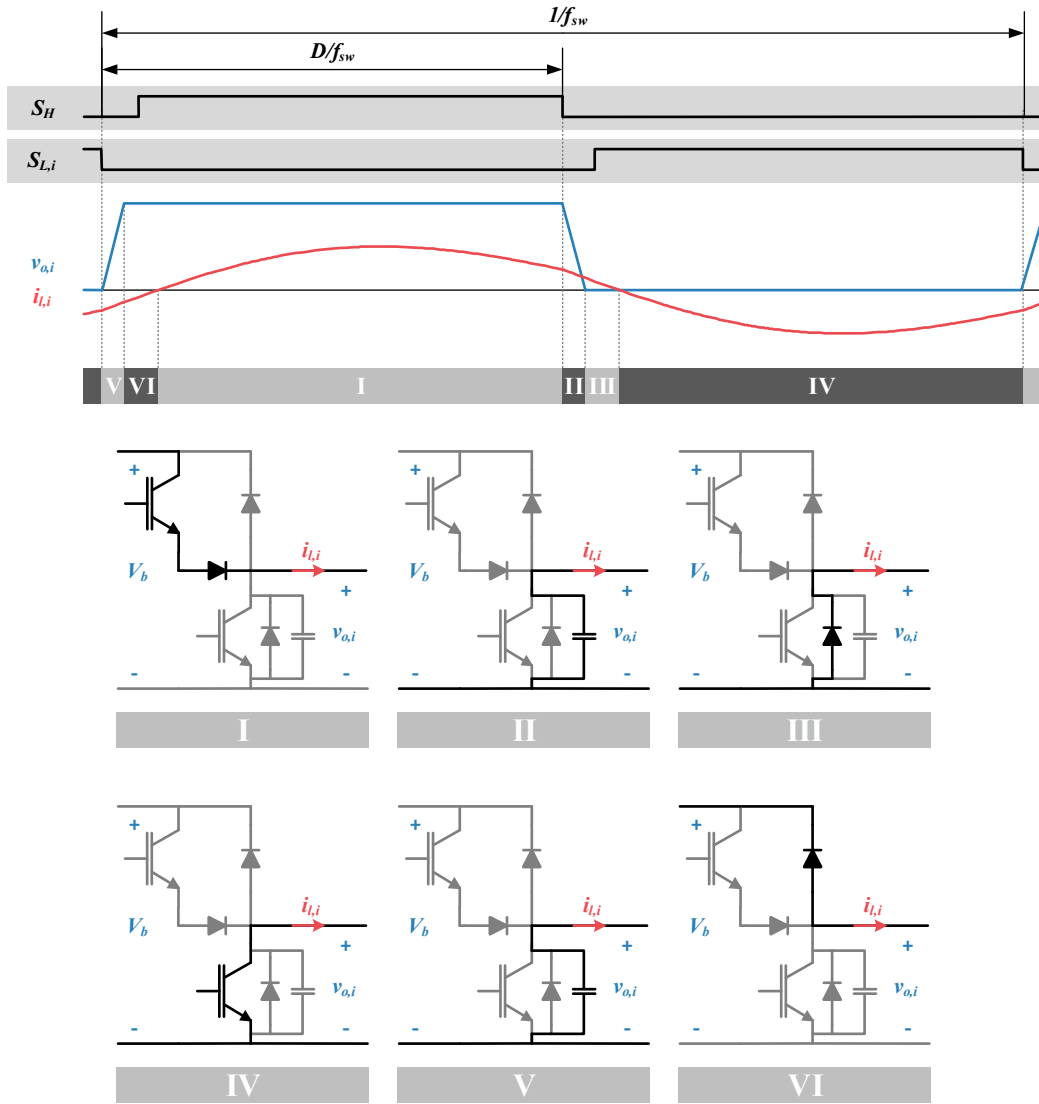 1/fsw
D/fsw
SH
SL,i
vo,i
il,i
V VI I II III IV
+ + +
il,i il,i il,i
Vb Vb Vb
+ + +
vo,i vo,i vo,i
- - - - - -
I II III
+ + +
il,i il,i il,i
Vb Vb Vb
+ + +
vo,i vo,i vo,i
- - - - - -
IV V VI